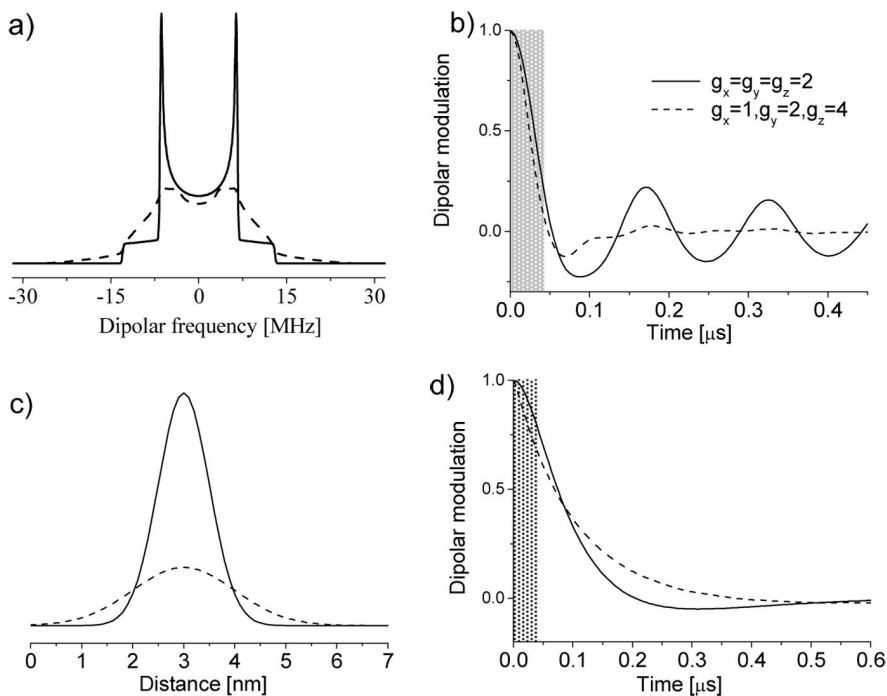 a)
-30 -15 0 15 30
Dipolar frequency [MHz]
b)
1.0
0.5
0.0
Dipolar modulation
g_x=g_y=g_z=2
g_x=1,g_y=2,g_z=4
0.0 0.1 0.2 0.3 0.4
Time [μs]
c)
0 1 2 3 4 5 6 7
Distance [nm]
d)
1.0
0.5
0.0
Dipolar modulation
0.0 0.1 0.2 0.3 0.4 0.5 0.6
Time [μs]